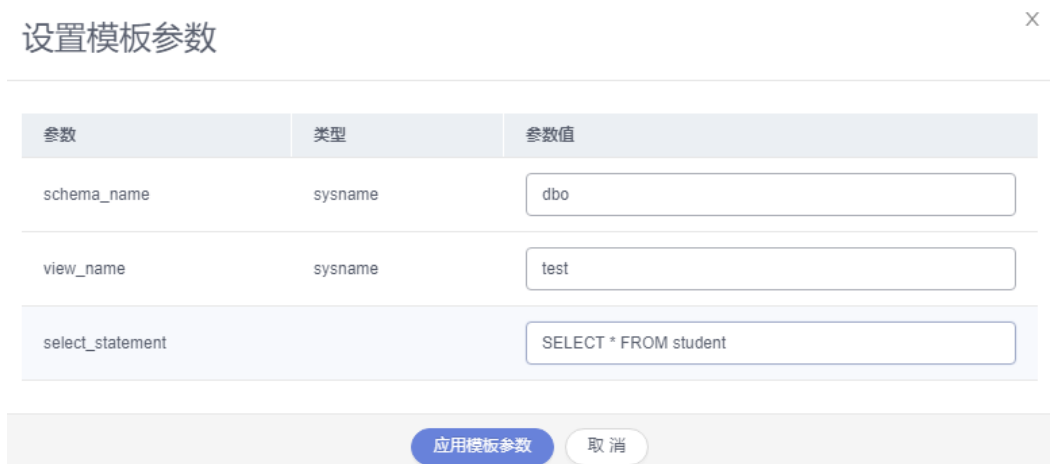 设置模板参数
参数 类型 参数值
schema_name sysname dbo
view_name sysname test
select_statement SELECT * FROM student
应用模板参数 取消